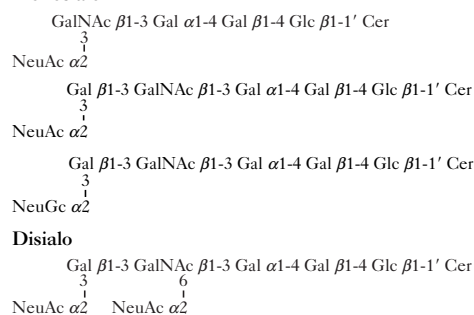 GalNAc β1-3 Gal α1-4 Gal β1-4 Glc β1-1′ Cer
3
NeuAc α2
Gal β1-3 GalNAc β1-3 Gal α1-4 Gal β1-4 Glc β1-1′ Cer
3
NeuAc α2
Gal β1-3 GalNAc β1-3 Gal α1-4 Gal β1-4 Glc β1-1′ Cer
3
NeuGc α2
Disialo
Gal β1-3 GalNAc β1-3 Gal α1-4 Gal β1-4 Glc β1-1′ Cer
3 6
NeuAc α2 NeuAc α2